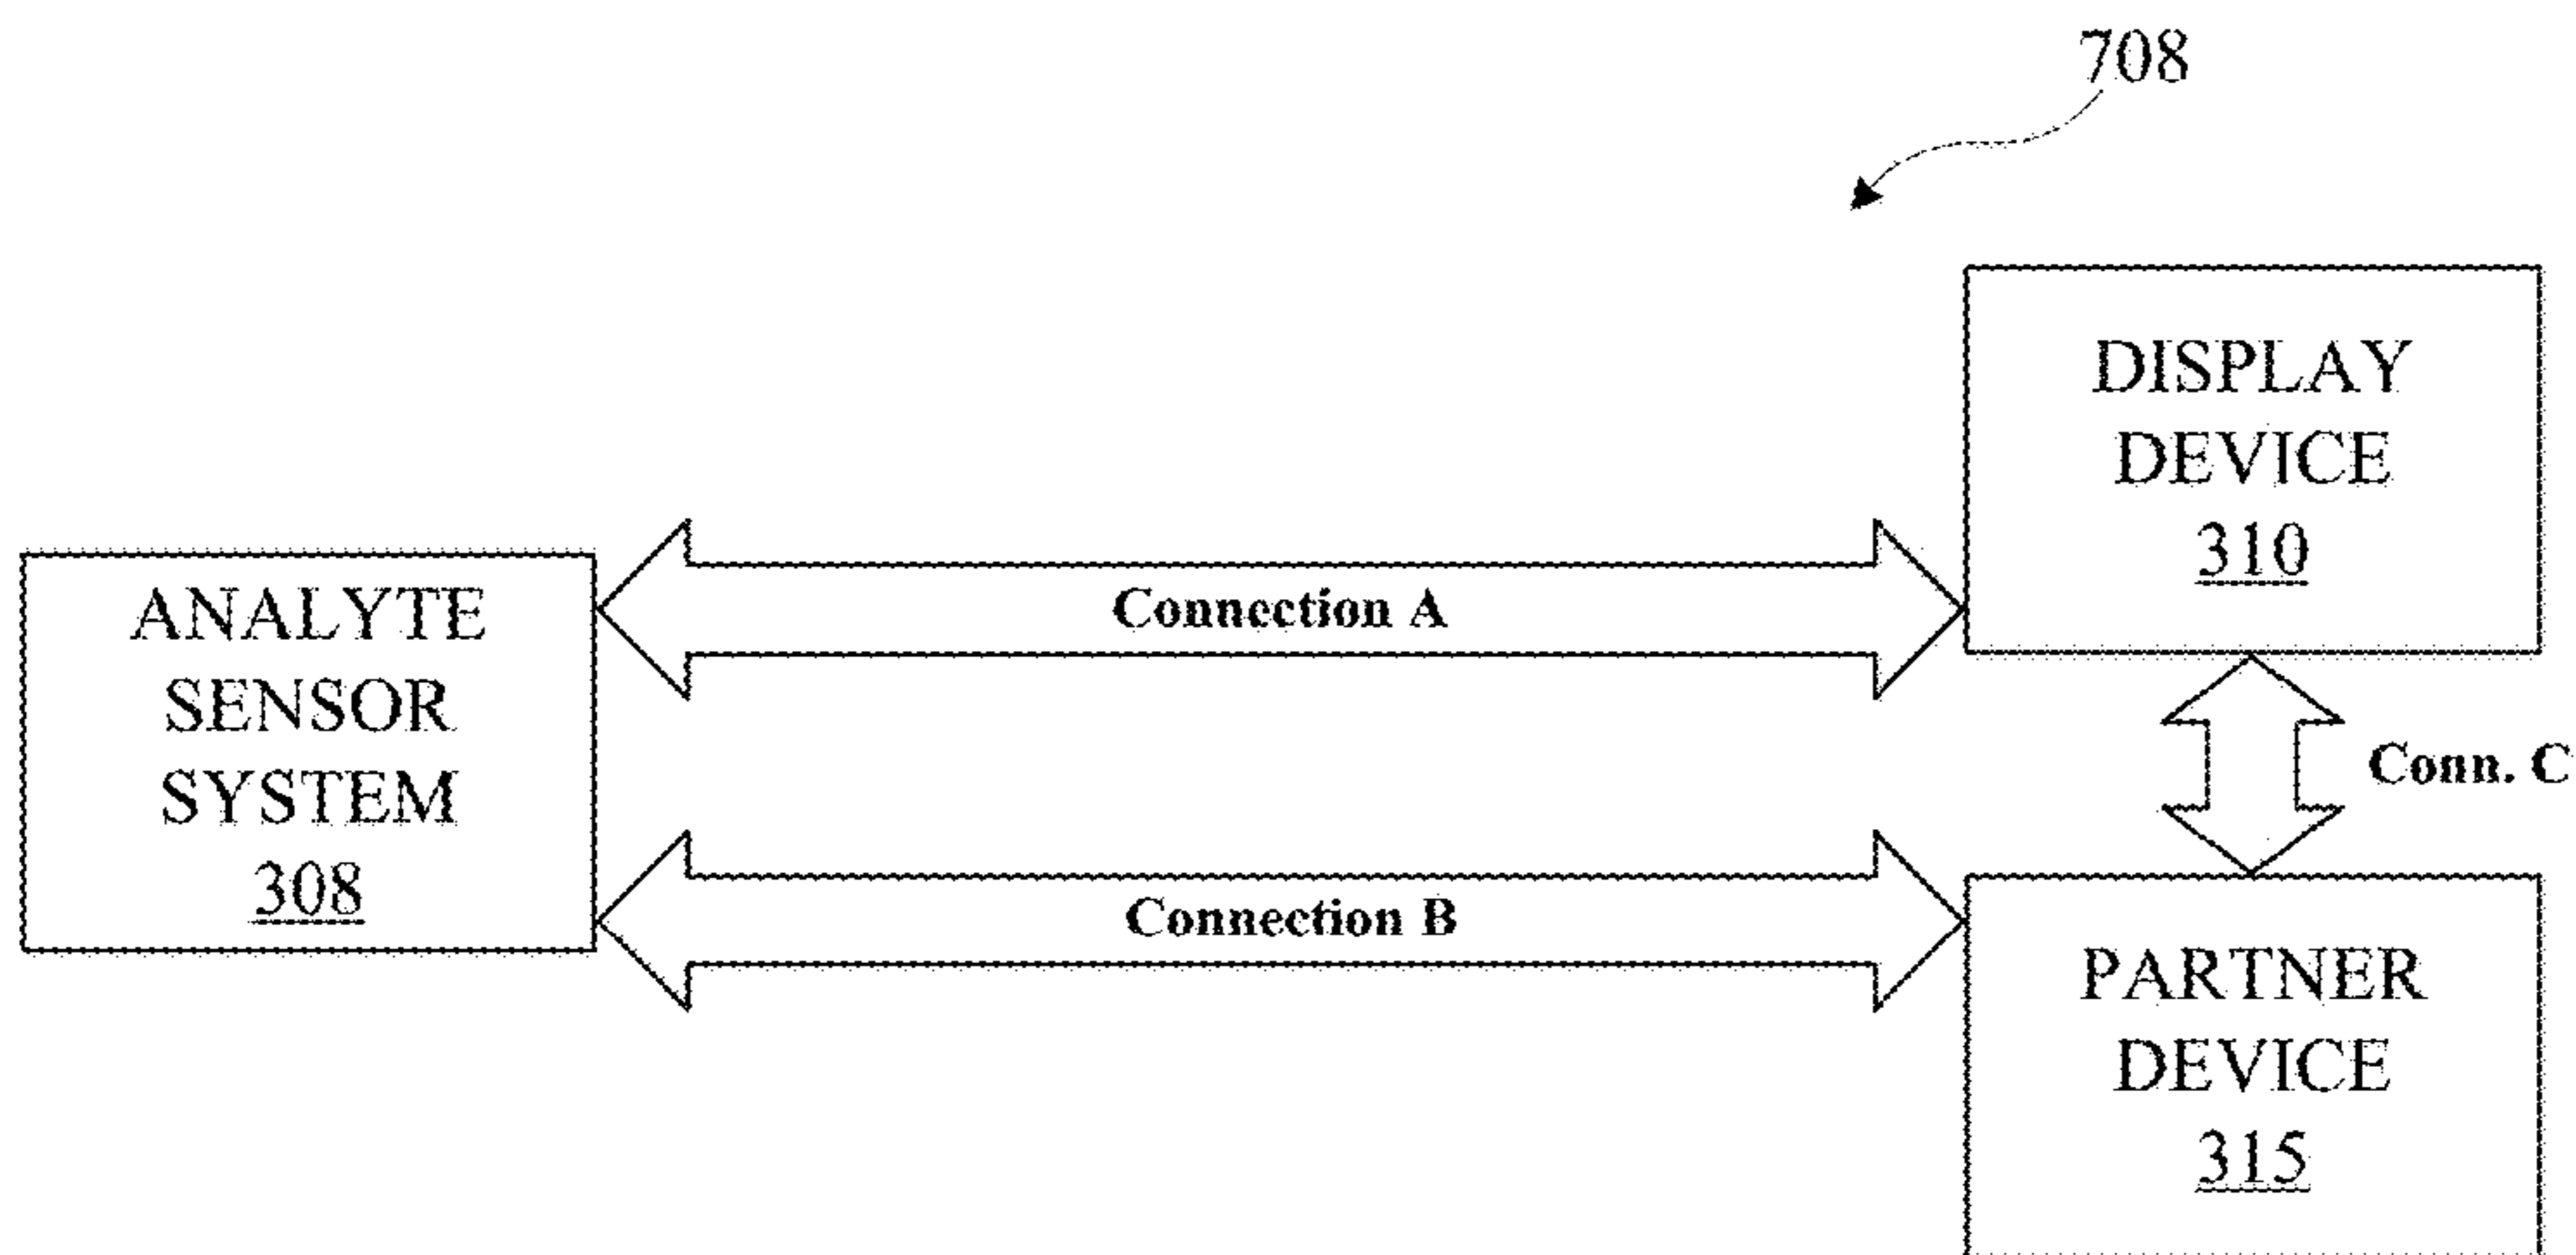 708
DISPLAY
DEVICE
310
Connection A
ANALYTE
SENSOR
SYSTEM
308
Conn. C
Connection B
PARTNER
DEVICE
315